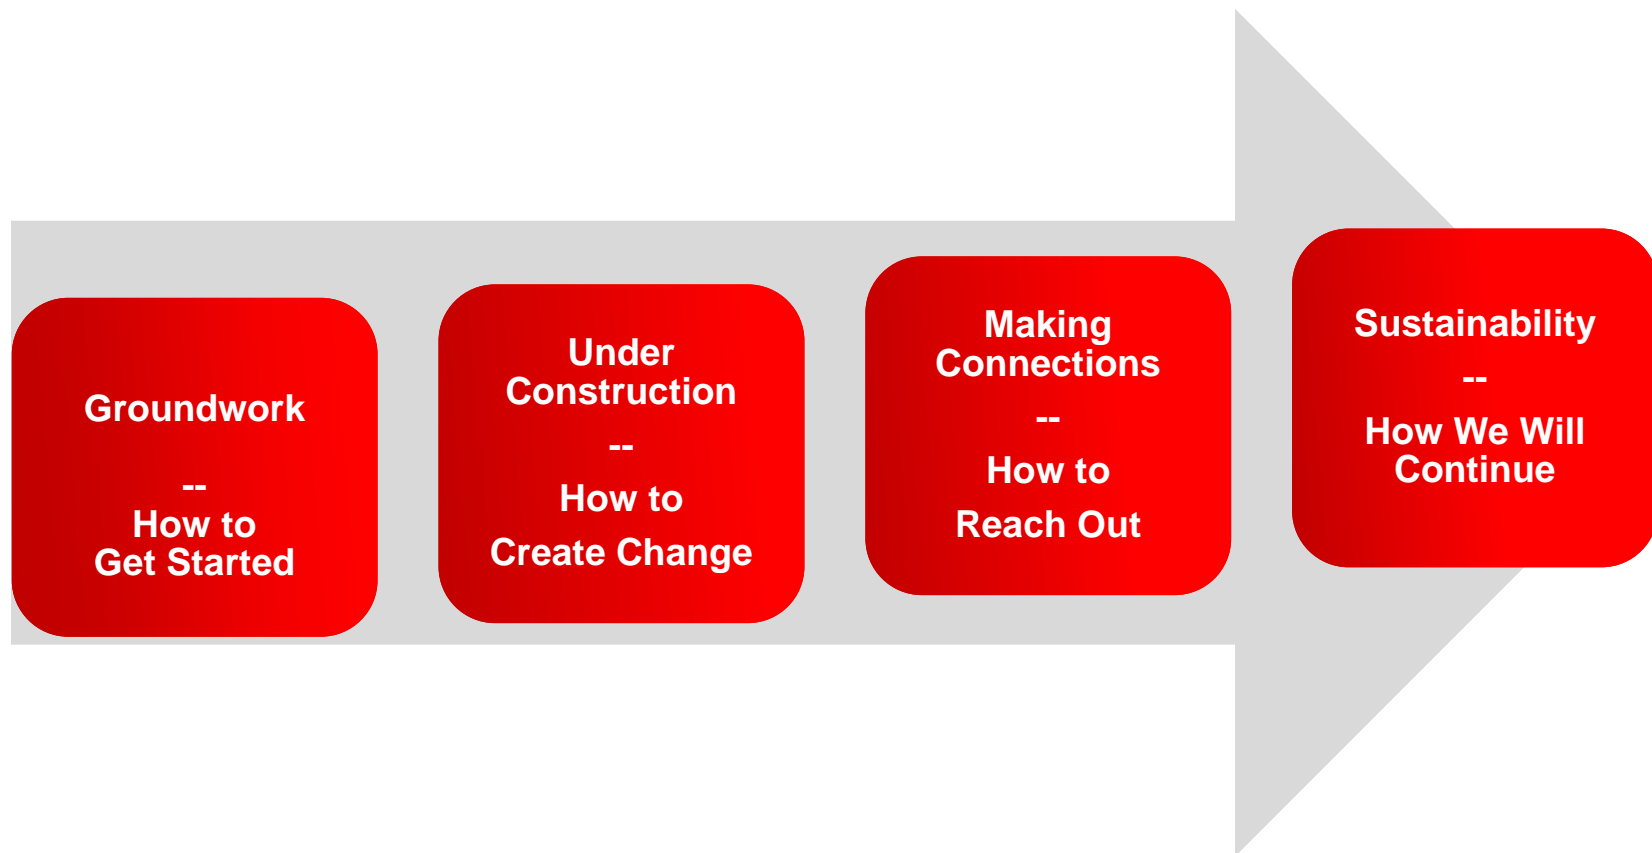 Groundwork
--
How to
Get Started
Under
Construction
--
How to
Create Change
Making
Connections
--
How to
Reach Out
Sustainability
--
How We Will
Continue